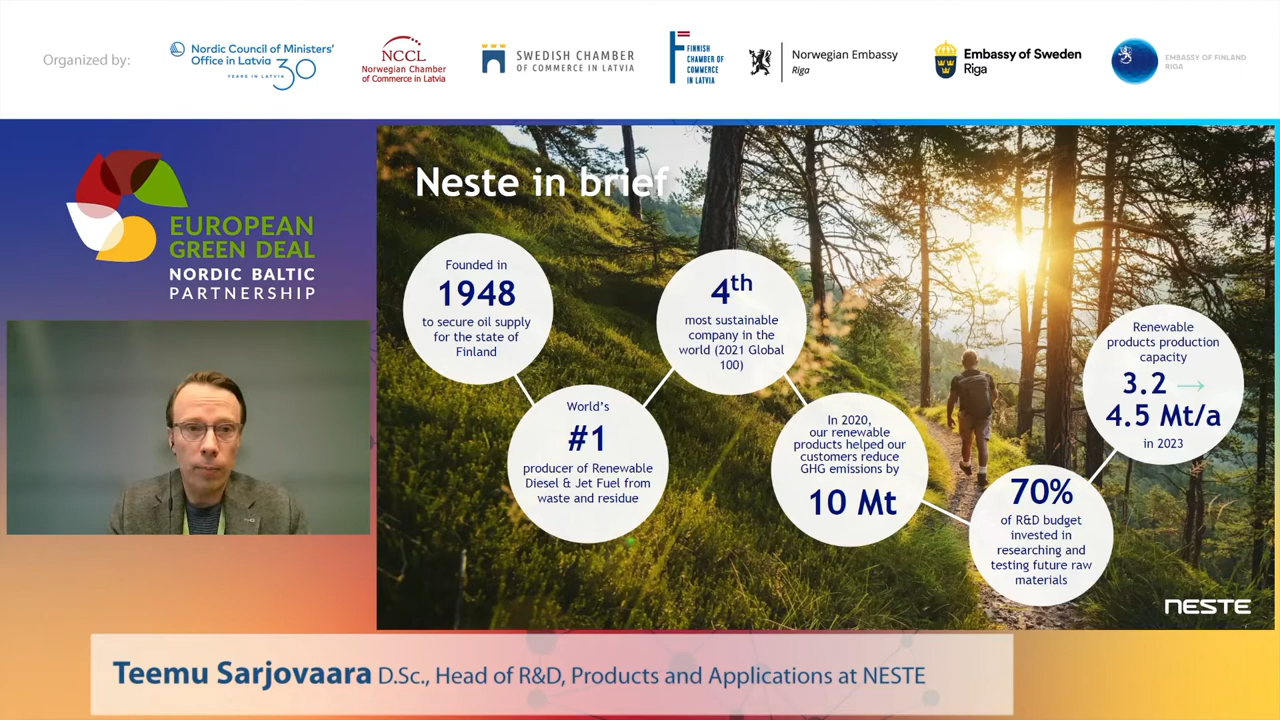 Organized by:
Nordic Council of Ministers'
Office in Latvia
YEARS IN LATVIA 30
NCCL
Norwegian Chamber
of Commerce in Latvia
SWEDISH CHAMBER
OF COMMERCE IN LATVIA
FINNISH
CHAMBER OF
COMMERCE
IN LATVIA
Norwegian Embassy
Riga
Embassy of Sweden
Riga
EMBASSY OF FINLAND
RIGA
EUROPEAN
GREEN DEAL
NORDIC BALTIC
PARTNERSHIP
Neste in brief
Founded in
1948
to secure oil supply
for the state of
Finland
World's
#1
producer of Renewable
Diesel & Jet Fuel from
waste and residue
4th
most sustainable
company in the
world (2021 Global
100)
In 2020,
our renewable
products helped our
customers reduce
GHG emissions by
10 Mt
70%
of R&D budget
invested in
researching and
testing future raw
materials
Renewable
products production
capacity
3.2 →
4.5 Mt/a
in 2023
NESTE
Teemu Sarjovaara D.Sc., Head of R&D, Products and Applications at NESTE